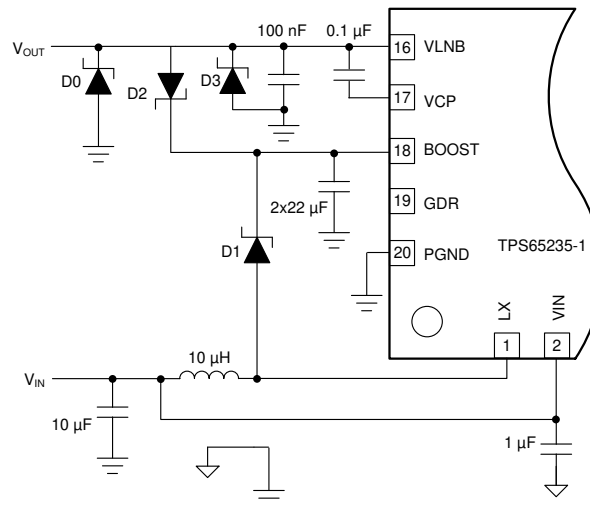 100 nF 0.1 µF
V_OUT 16 VLNB
D0 D2 D3
17 VCP
18 BOOST
2x22 µF 19 GDR
D1 20 PGND TPS65235-1
LX VIN
1 2
V_IN 10 µH
10 µF 1 µF